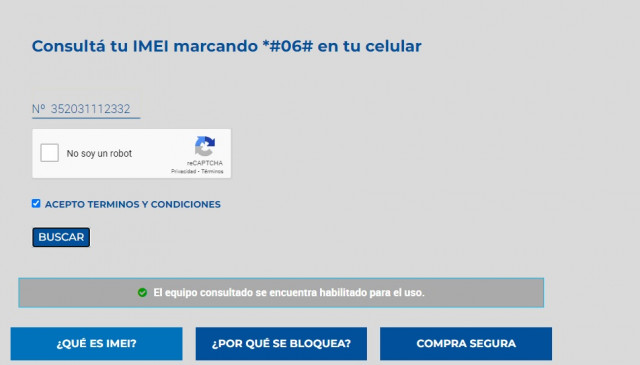 Consultá tu IMEI marcando *#06# en tu celular
Nº 352031112332
No soy un robot
reCAPTCHA
Privacidad - Términos
ACEPTO TERMINOS Y CONDICIONES
BUSCAR
El equipo consultado se encuentra habilitado para el uso.
¿QUÉ ES IMEI?
¿POR QUÉ SE BLOQUEA?
COMPRA SEGURA